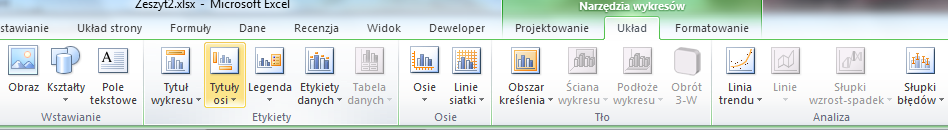 Zeszyt2.xlsx - Microsoft Excel
Narzędzia wykresów
stawianie Układ strony Formuły Dane Recenzja Widok Deweloper Projektowanie Układ Formatowanie
Obraz Kształty Pole tekstowe Tytuł wykresu Tytuły osi Legenda Etykiety danych Tabela danych Osie Linie siatki Obszar kreślenia Ściana wykresu Podłoże wykresu Obrót 3-W Linia trendu Linie Słupki wzrost-spadek Słupki błędów
Wstawianie Etykiety Osie Tło Analiza